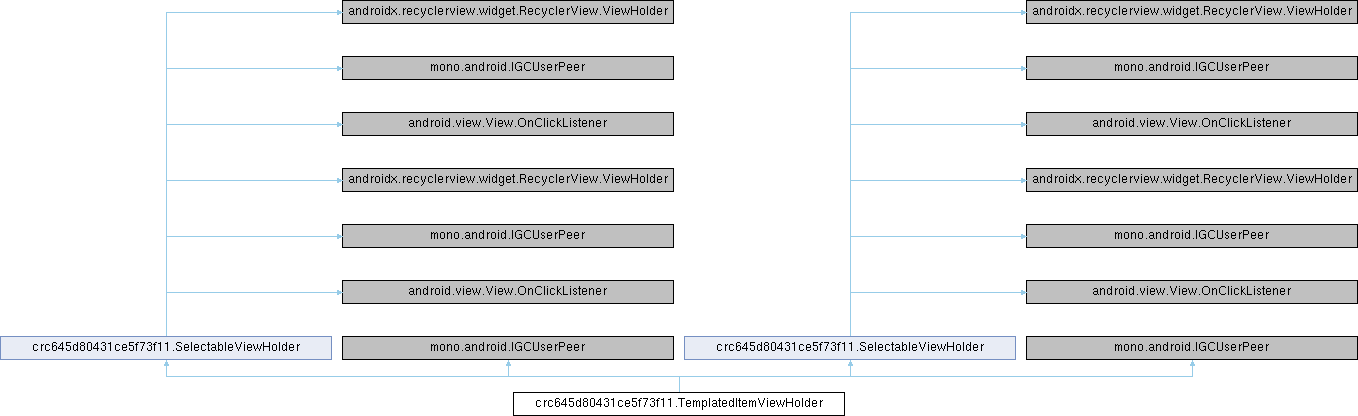 androidx.recyclerview.widget.RecyclerView.ViewHolder
androidx.recyclerview.widget.RecyclerView.ViewHolder
mono.android.IGCUserPeer
mono.android.IGCUserPeer
android.view.View.OnClickListener
android.view.View.OnClickListener
androidx.recyclerview.widget.RecyclerView.ViewHolder
androidx.recyclerview.widget.RecyclerView.ViewHolder
mono.android.IGCUserPeer
mono.android.IGCUserPeer
android.view.View.OnClickListener
android.view.View.OnClickListener
crc645d80431ce5f73f11.SelectableViewHolder
mono.android.IGCUserPeer
crc645d80431ce5f73f11.SelectableViewHolder
mono.android.IGCUserPeer
crc645d80431ce5f73f11.TemplatedItemViewHolder